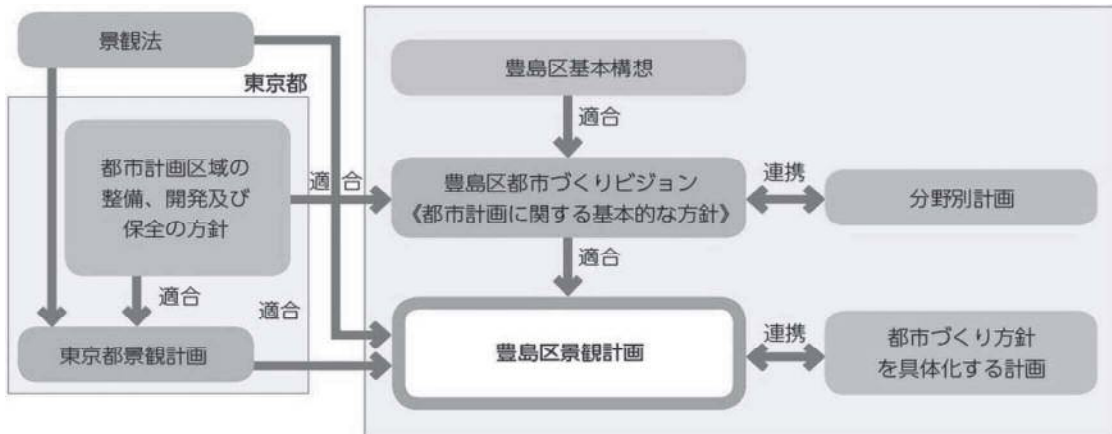 景観法
東京都
都市計画区域の
整備、開発及び
保全の方針
適合
東京都景観計画
適合
適合
豊島区基本構想
適合
豊島区都市づくりビジョン
《都市計画に関する基本的な方針》
連携
分野別計画
適合
豊島区景観計画
連携
都市づくり方針
を具体化する計画